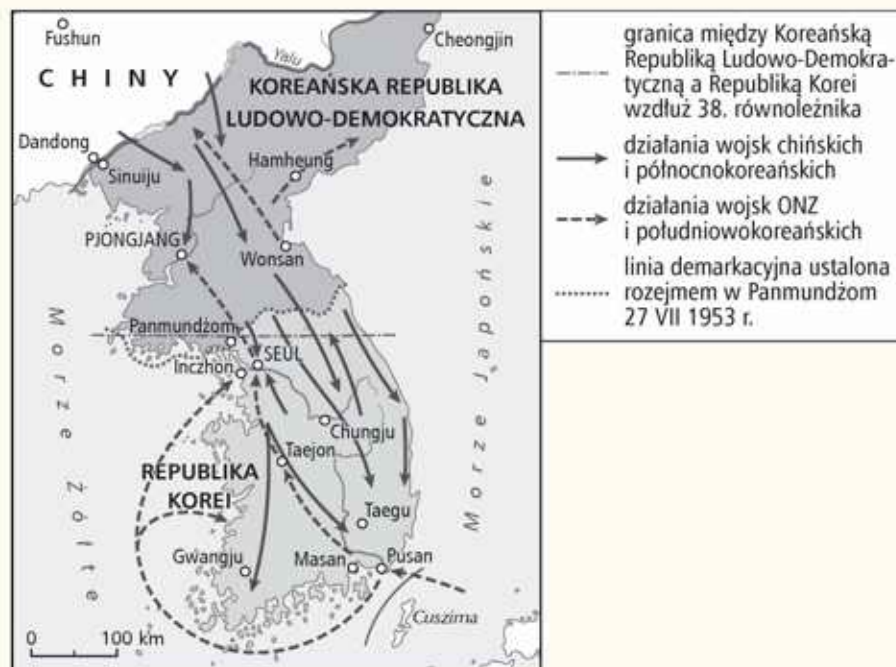 Fushun
Cheongjin
Yalu
CHINY
KOREAŃSKA REPUBLIKA
LUDOWO-DEMOKRATYCZNA
Dandong
Sinuiju
Hamheung
PJONGJANG
Wonsan
Panmundżom
SEUL
Inczhon
Chungju
Taejon
REPUBLIKA
KOREI
Taegu
Gwangju
Masan
Pusan
Cuszima
Morze Żółte
Morze Japońskie
0 100 km
granica między Koreańską
Republiką Ludowo-Demokra-
tyczną a Republiką Korei
wzdłuż 38. równoleżnika
działania wojsk chińskich
i północnokoreańskich
działania wojsk ONZ
i południowokoreańskich
linia demarkacyjna ustalona
rozejmem w Panmundżom
27 VII 1953 r.